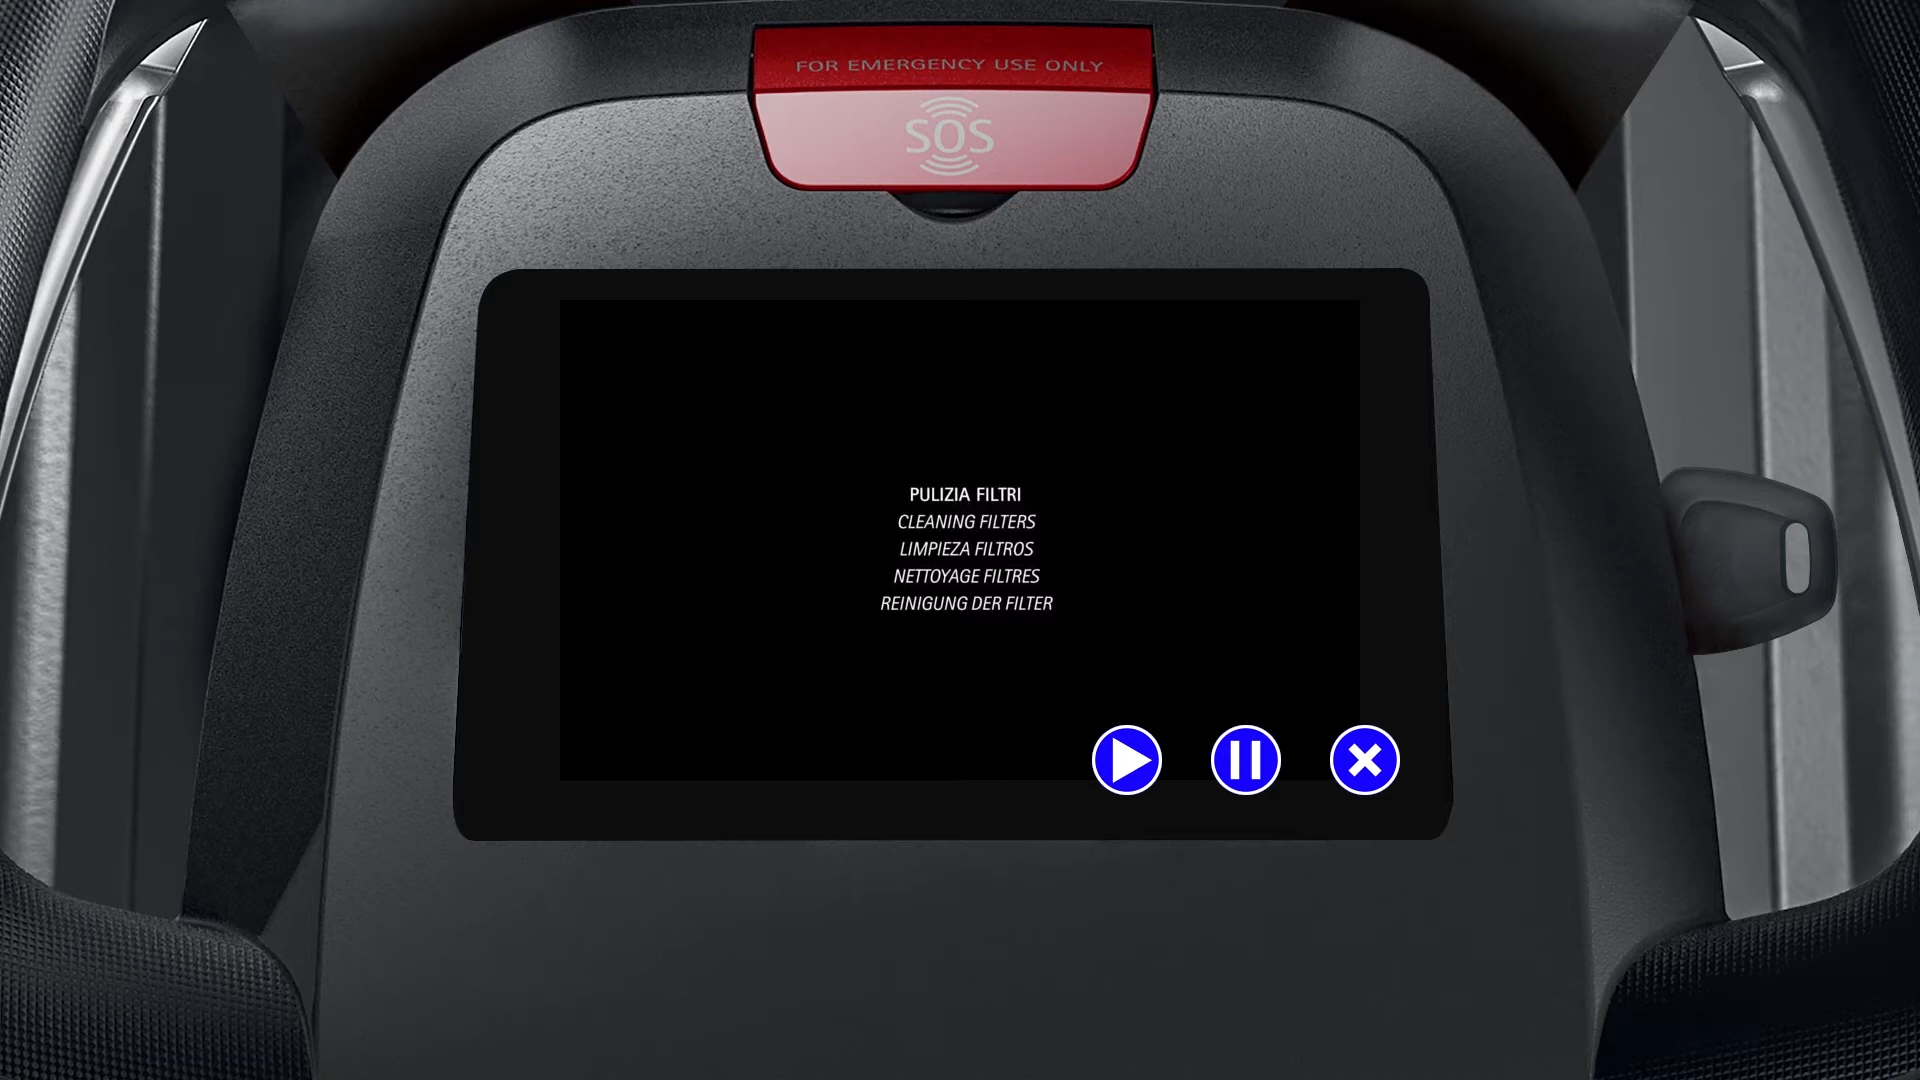 FOR EMERGENCY USE ONLY
SOS
PULIZIA FILTRI
CLEANING FILTERS
LIMPIEZA FILTROS
NETTOYAGE FILTRES
REINIGUNG DER FILTER